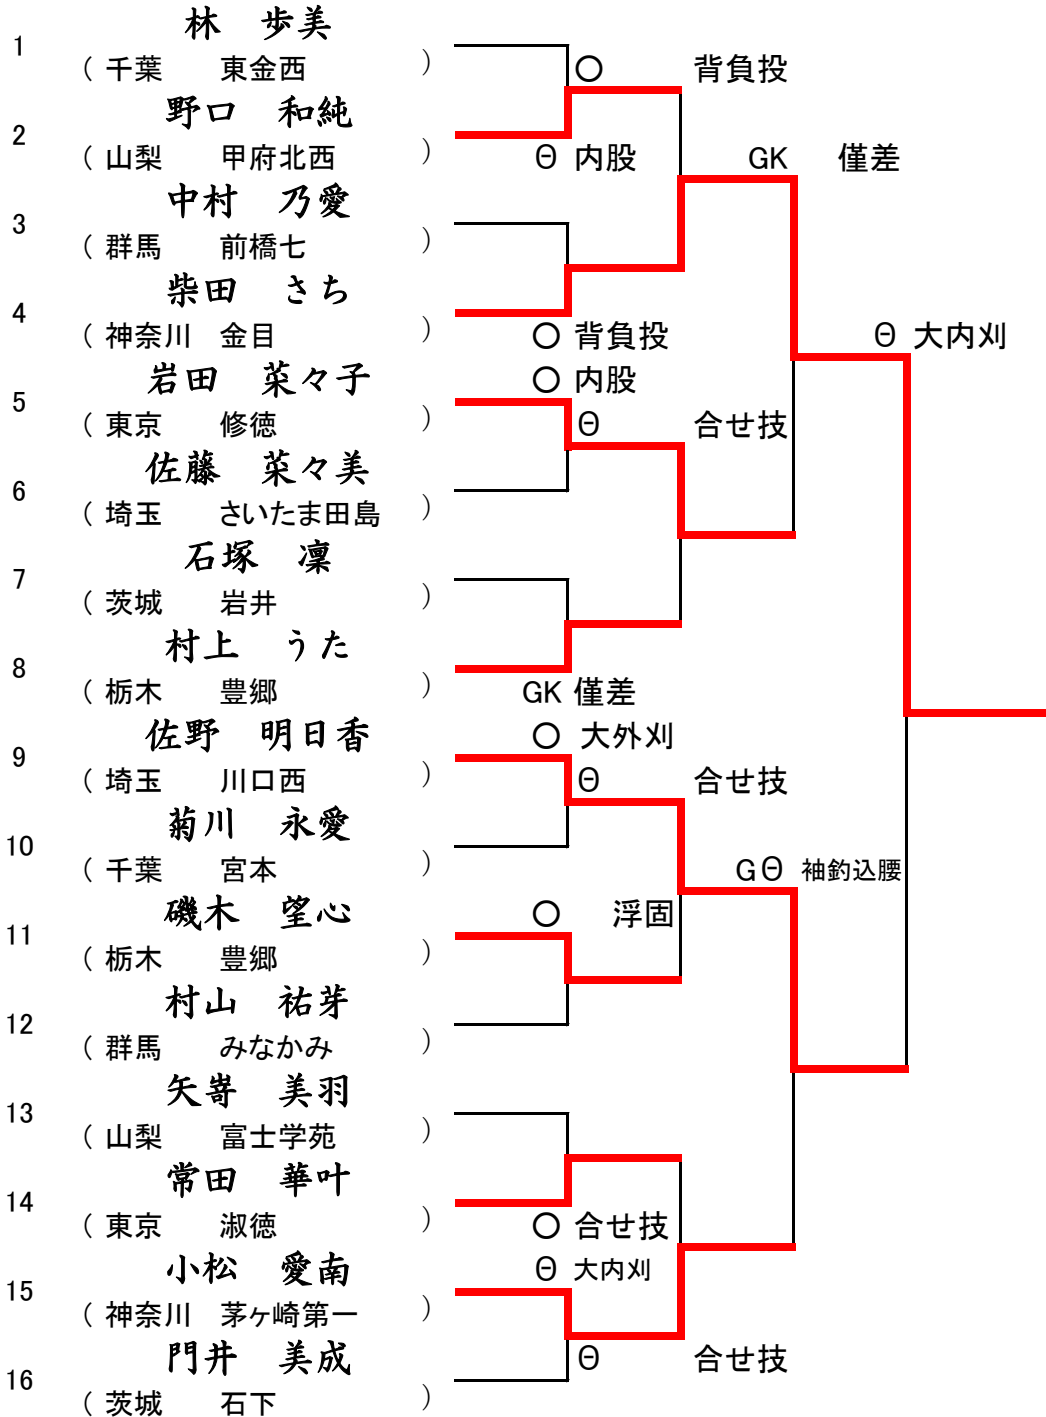 林　歩美
1
( 千葉　東金西 )
○　背負投
野口　和純
2
( 山梨　甲府北西 )
Θ 内股
GK　僅差
中村　乃愛
3
( 群馬　前橋七 )
柴田　さち
4
( 神奈川　金目 )
○ 背負投
Θ 大内刈
岩田　菜々子
○ 内股
5
( 東京　修徳 )
Θ　合せ技
佐藤　菜々美
6
( 埼玉　さいたま田島 )
石塚　凜
7
( 茨城　岩井 )
村上　うた
8
( 栃木　豊郷 )
GK 僅差
佐野　明日香
○ 大外刈
9
( 埼玉　川口西 )
Θ　合せ技
菊川　永愛
10
( 千葉　宮本 )
GΘ 袖釣込腰
磯木　望心
○　浮固
11
( 栃木　豊郷 )
村山　祐芽
12
( 群馬　みなかみ )
矢嵜　美羽
13
( 山梨　富士学苑 )
常田　華叶
14
( 東京　淑徳 )
○ 合せ技
小松　愛南
Θ 大内刈
15
( 神奈川　茅ヶ崎第一 )
門井　美成
Θ　合せ技
16
( 茨城　石下 )